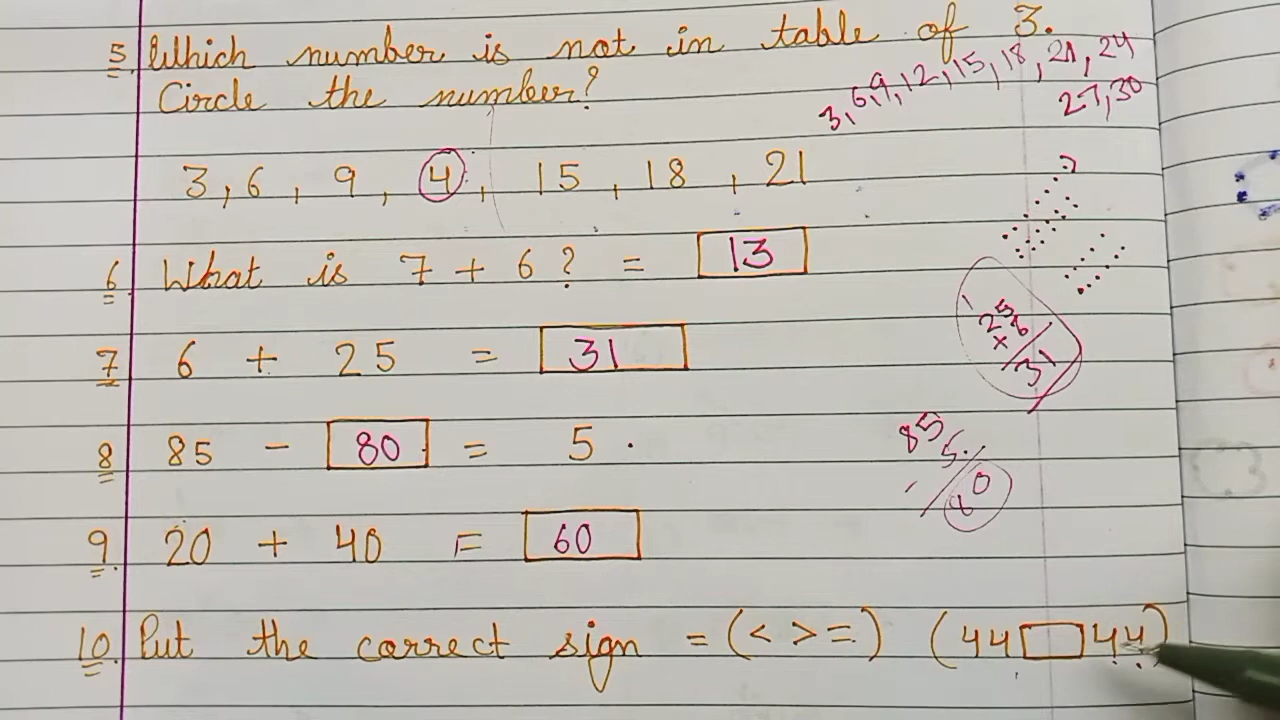 5. Which number is not in table of 3.
Circle the number?
3,6,9,12,15,18,21,24
27,30
3, 6, 9, 4, 15, 18, 21
6. What is 7 + 6 ? = 13
7 6 + 25 = 31
25
× 6
31
8 85 - 80 = 5 .
85
- 5
80
9. 20 + 40 = 60
10. Put the correct sign = (< > =) (44 44)